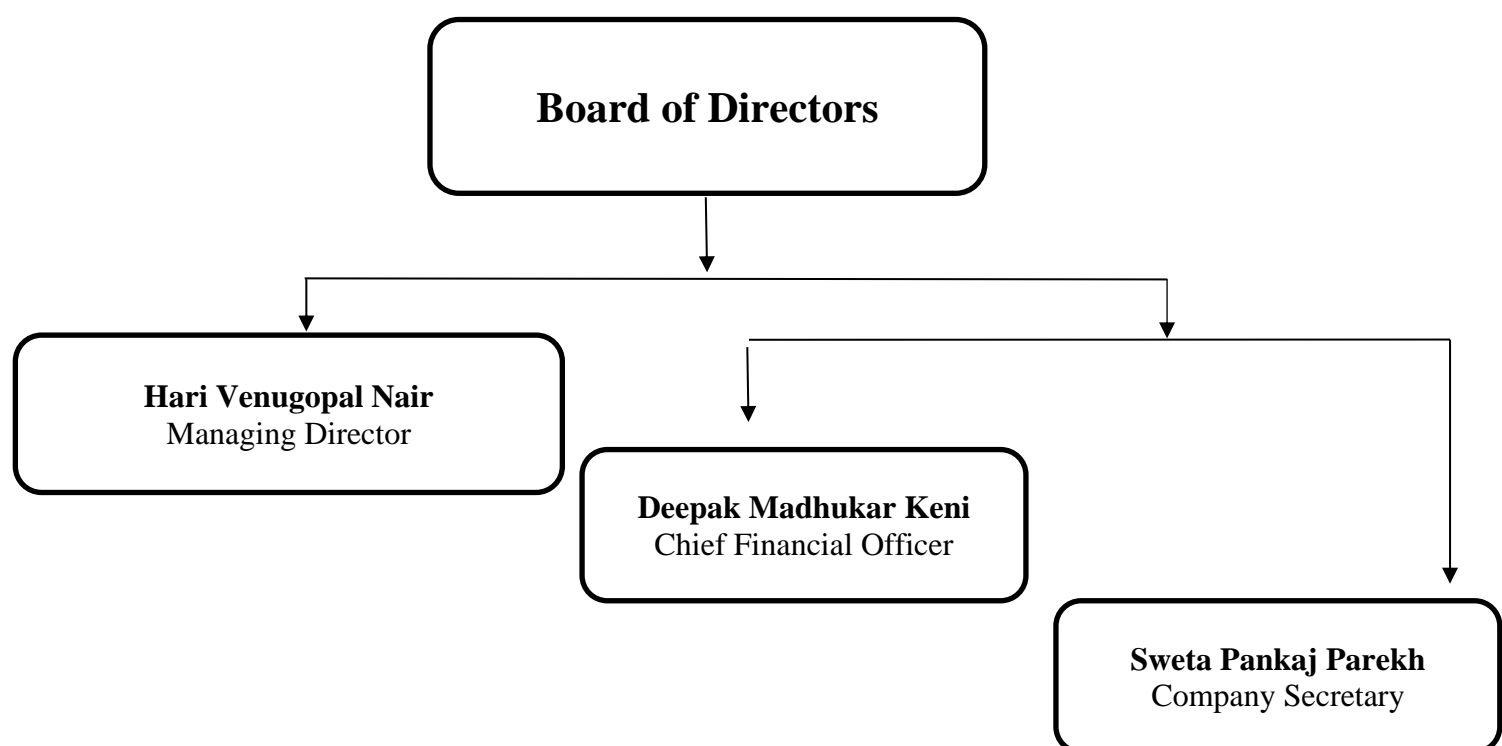 Board of Directors
Hari Venugopal Nair
Managing Director
Deepak Madhukar Keni
Chief Financial Officer
Sweta Pankaj Parekh
Company Secretary